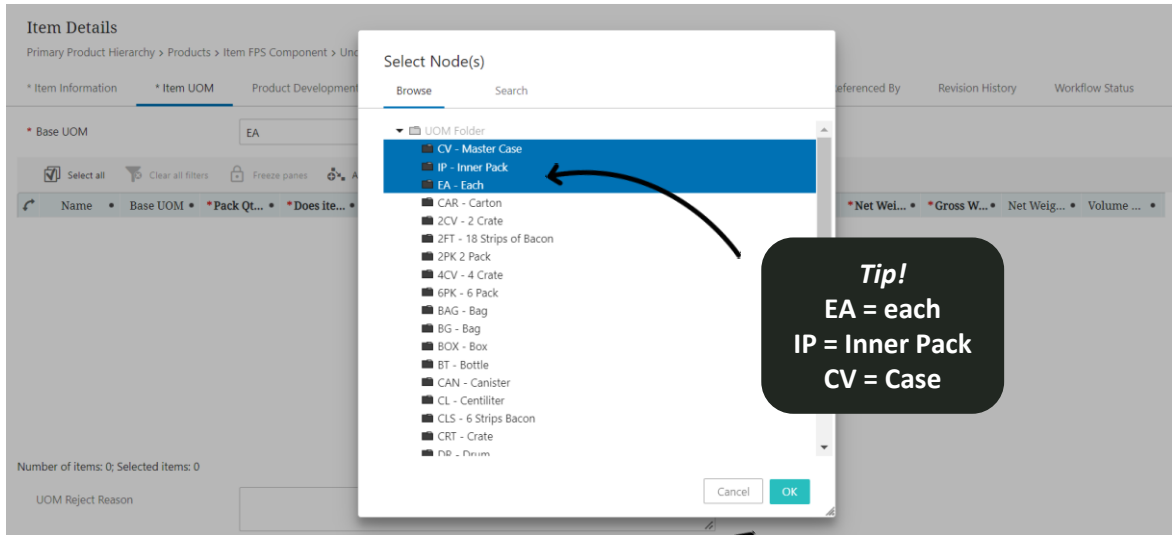 Item Details
Primary Product Hierarchy > Products > Item FPS Component >
* Item Information * Item UOM Product Development Referenced By Revision History Workflow Status
* Base UOM EA
Select all Clear all filters Freeze panes A
Name Base UOM * Pack Qt... * Does ite... * Net Wei... * Gross W... Net Weig... Volume ...
Number of items: 0; Selected items: 0
UOM Reject Reason
Select Node(s)
Browse Search
UOM Folder
CV - Master Case
IP - Inner Pack
EA - Each
CAR - Carton
2CV - 2 Crate
2FT - 18 Strips of Bacon
2PK 2 Pack
4CV - 4 Crate
6PK - 6 Pack
BAG - Bag
BG - Bag
BOX - Box
BT - Bottle
CAN - Canister
CL - Centiliter
CLS - 6 Strips Bacon
CRT - Crate
DR - Drum
Cancel OK
Tip!
EA = each
IP = Inner Pack
CV = Case